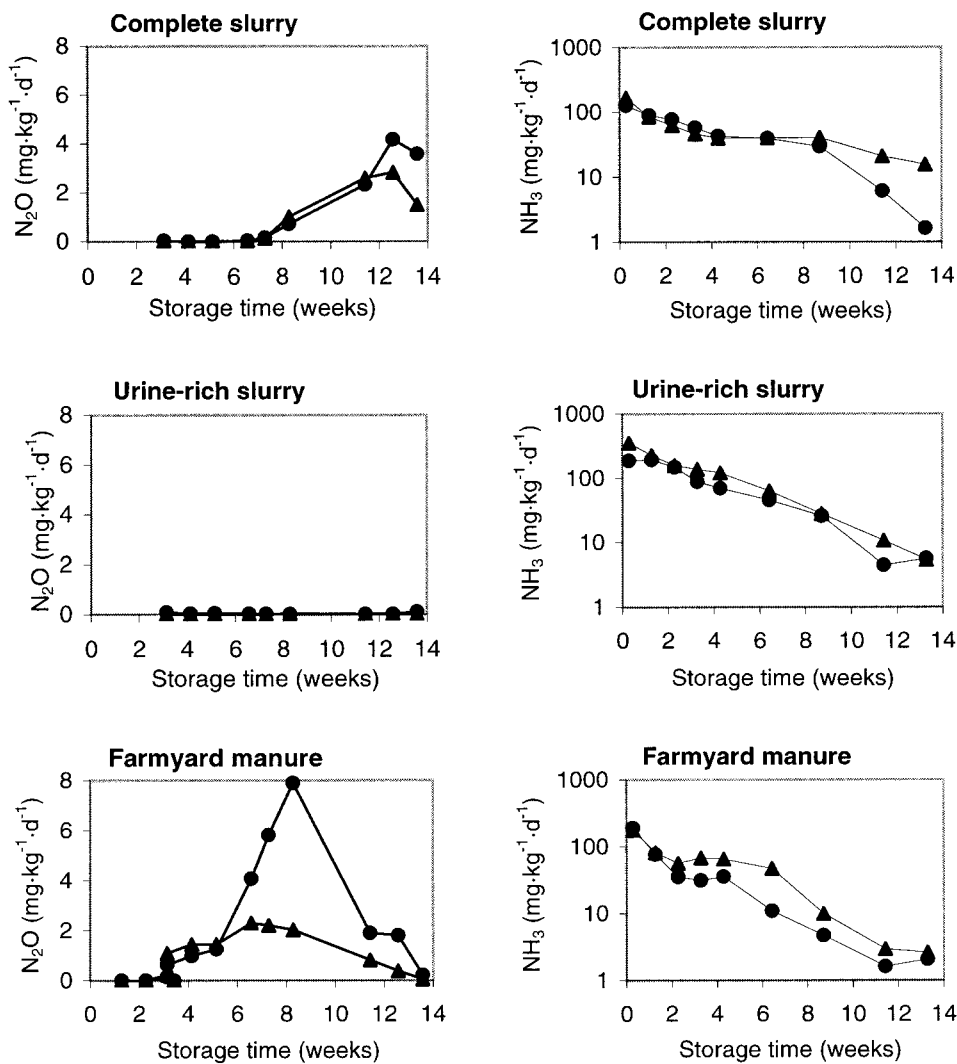 Complete slurry
8
6
4
2
0
N₂O (mg·kg⁻¹·d⁻¹)
0 2 4 6 8 10 12 14
Storage time (weeks)
Complete slurry
1000
100
10
1
NH₃ (mg·kg⁻¹·d⁻¹)
0 2 4 6 8 10 12 14
Storage time (weeks)
Urine-rich slurry
8
6
4
2
0
N₂O (mg·kg⁻¹·d⁻¹)
0 2 4 6 8 10 12 14
Storage time (weeks)
Urine-rich slurry
1000
100
10
1
NH₃ (mg·kg⁻¹·d⁻¹)
0 2 4 6 8 10 12 14
Storage time (weeks)
Farmyard manure
8
6
4
2
0
N₂O (mg·kg⁻¹·d⁻¹)
0 2 4 6 8 10 12 14
Storage time (weeks)
Farmyard manure
1000
100
10
1
NH₃ (mg·kg⁻¹·d⁻¹)
0 2 4 6 8 10 12 14
Storage time (weeks)